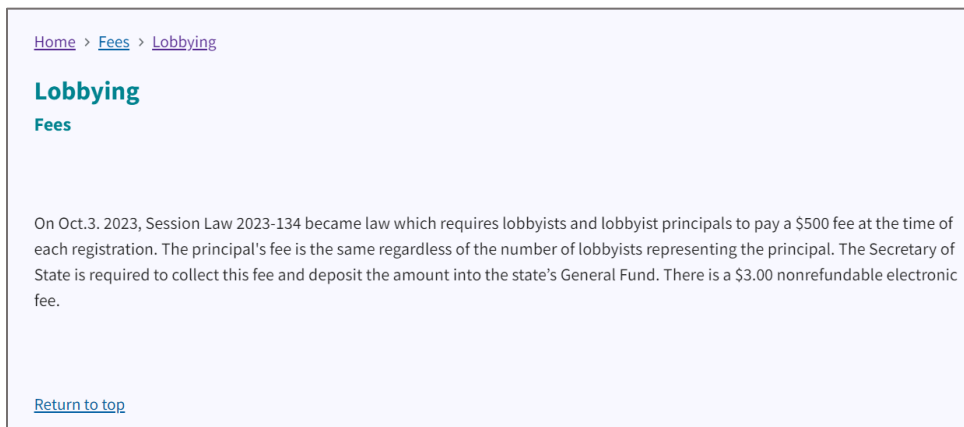 Home > Fees > Lobbying
Lobbying
Fees
On Oct.3. 2023, Session Law 2023-134 became law which requires lobbyists and lobbyist principals to pay a $500 fee at the time of
each registration. The principal's fee is the same regardless of the number of lobbyists representing the principal. The Secretary of
State is required to collect this fee and deposit the amount into the state’s General Fund. There is a $3.00 nonrefundable electronic
fee.
Return to top